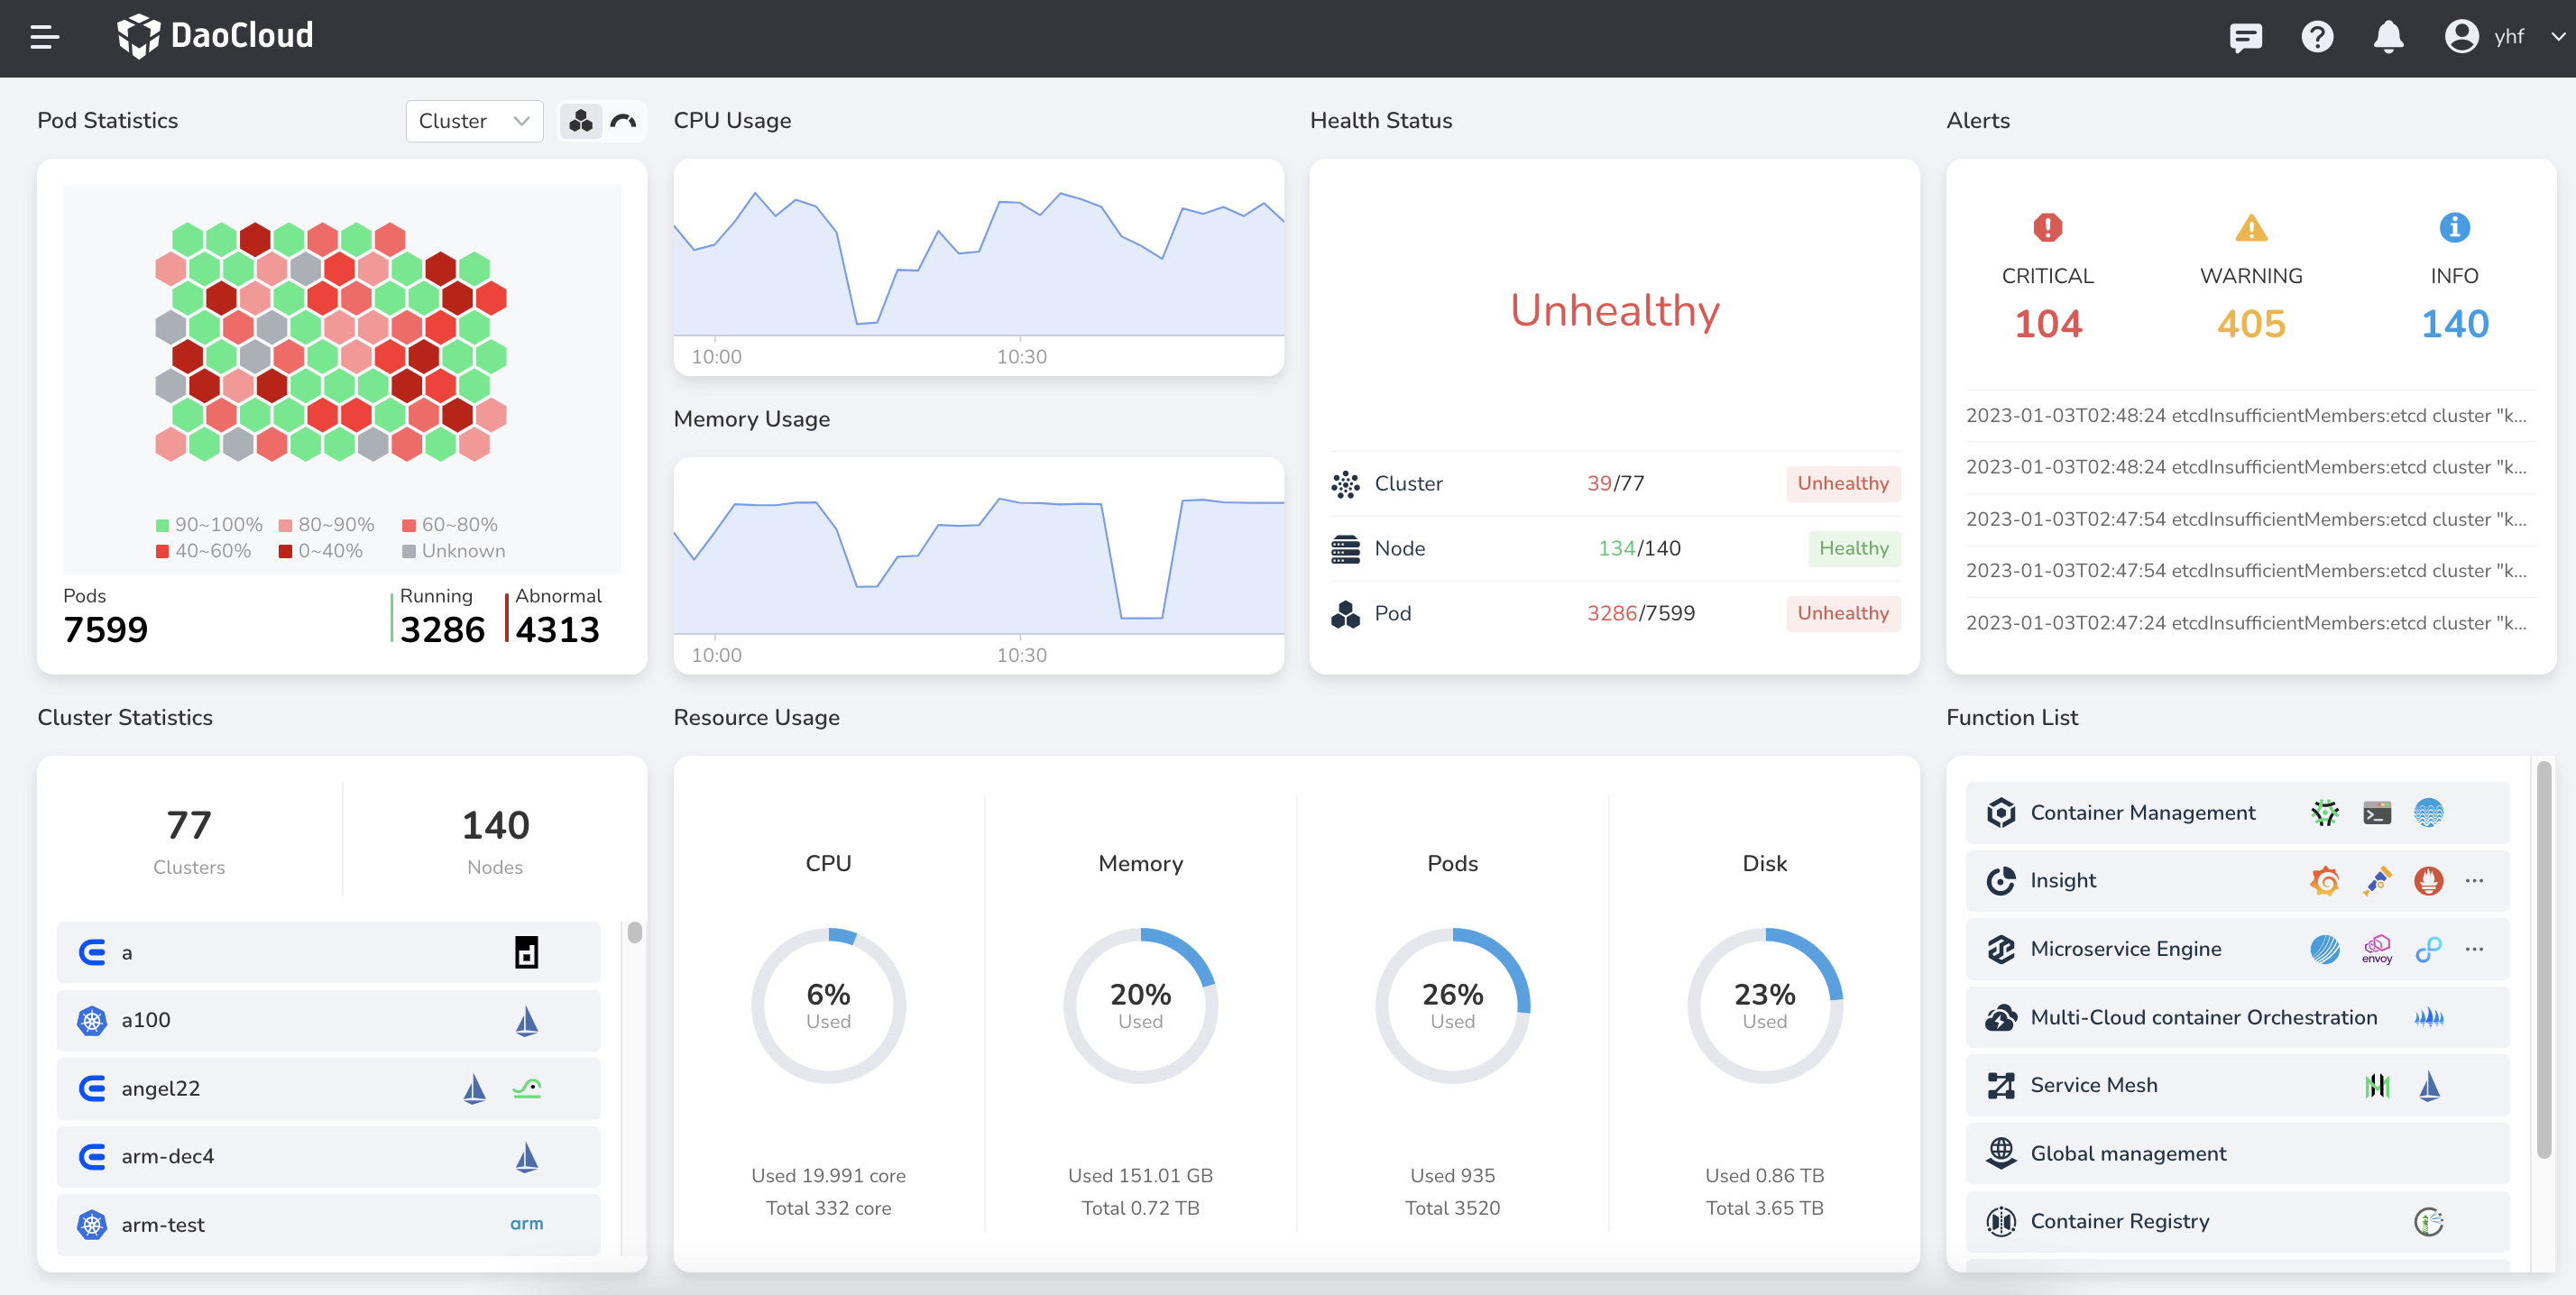 DaoCloud
yhf
Pod Statistics
Cluster
CPU Usage
Health Status
Alerts
90~100%
80~90%
60~80%
40~60%
0~40%
Unknown
Pods
7599
Running
3286
Abnormal
4313
10:00
10:30
Memory Usage
10:00
10:30
Unhealthy
Cluster
39/77
Unhealthy
Node
134/140
Healthy
Pod
3286/7599
Unhealthy
CRITICAL
104
WARNING
405
INFO
140
2023-01-03T02:48:24 etcdInsufficientMembers:etcd cluster "k...
2023-01-03T02:48:24 etcdInsufficientMembers:etcd cluster "k...
2023-01-03T02:47:54 etcdInsufficientMembers:etcd cluster "k...
2023-01-03T02:47:54 etcdInsufficientMembers:etcd cluster "k...
2023-01-03T02:47:24 etcdInsufficientMembers:etcd cluster "k...
Cluster Statistics
77
Clusters
140
Nodes
a
d
a100
angel22
arm-dec4
arm-test
arm
Resource Usage
CPU
6%
Used
Used 19.991 core
Total 332 core
Memory
20%
Used
Used 151.01 GB
Total 0.72 TB
Pods
26%
Used
Used 935
Total 3520
Disk
23%
Used
Used 0.86 TB
Total 3.65 TB
Function List
Container Management
Insight
Microservice Engine
envoy
Multi-Cloud container Orchestration
Service Mesh
Global management
Container Registry